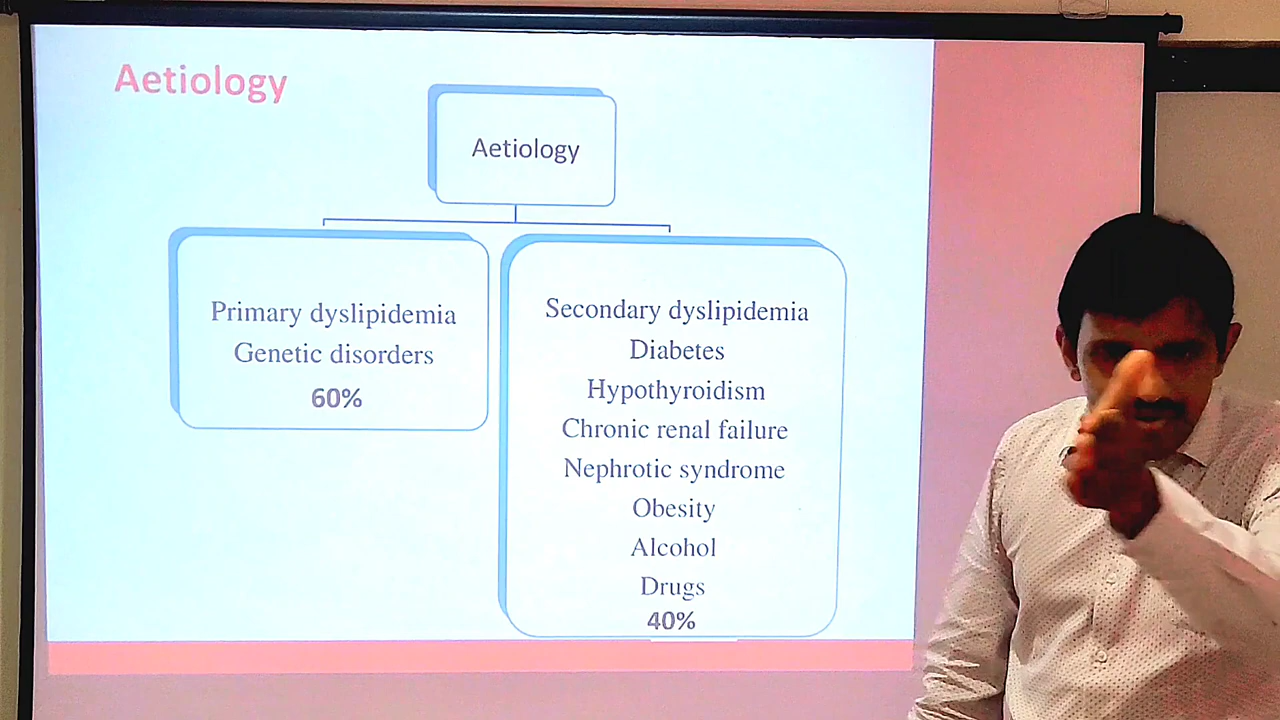 Aetiology
Aetiology
Primary dyslipidemia
Genetic disorders
60%
Secondary dyslipidemia
Diabetes
Hypothyroidism
Chronic renal failure
Nephrotic syndrome
Obesity
Alcohol
Drugs
40%